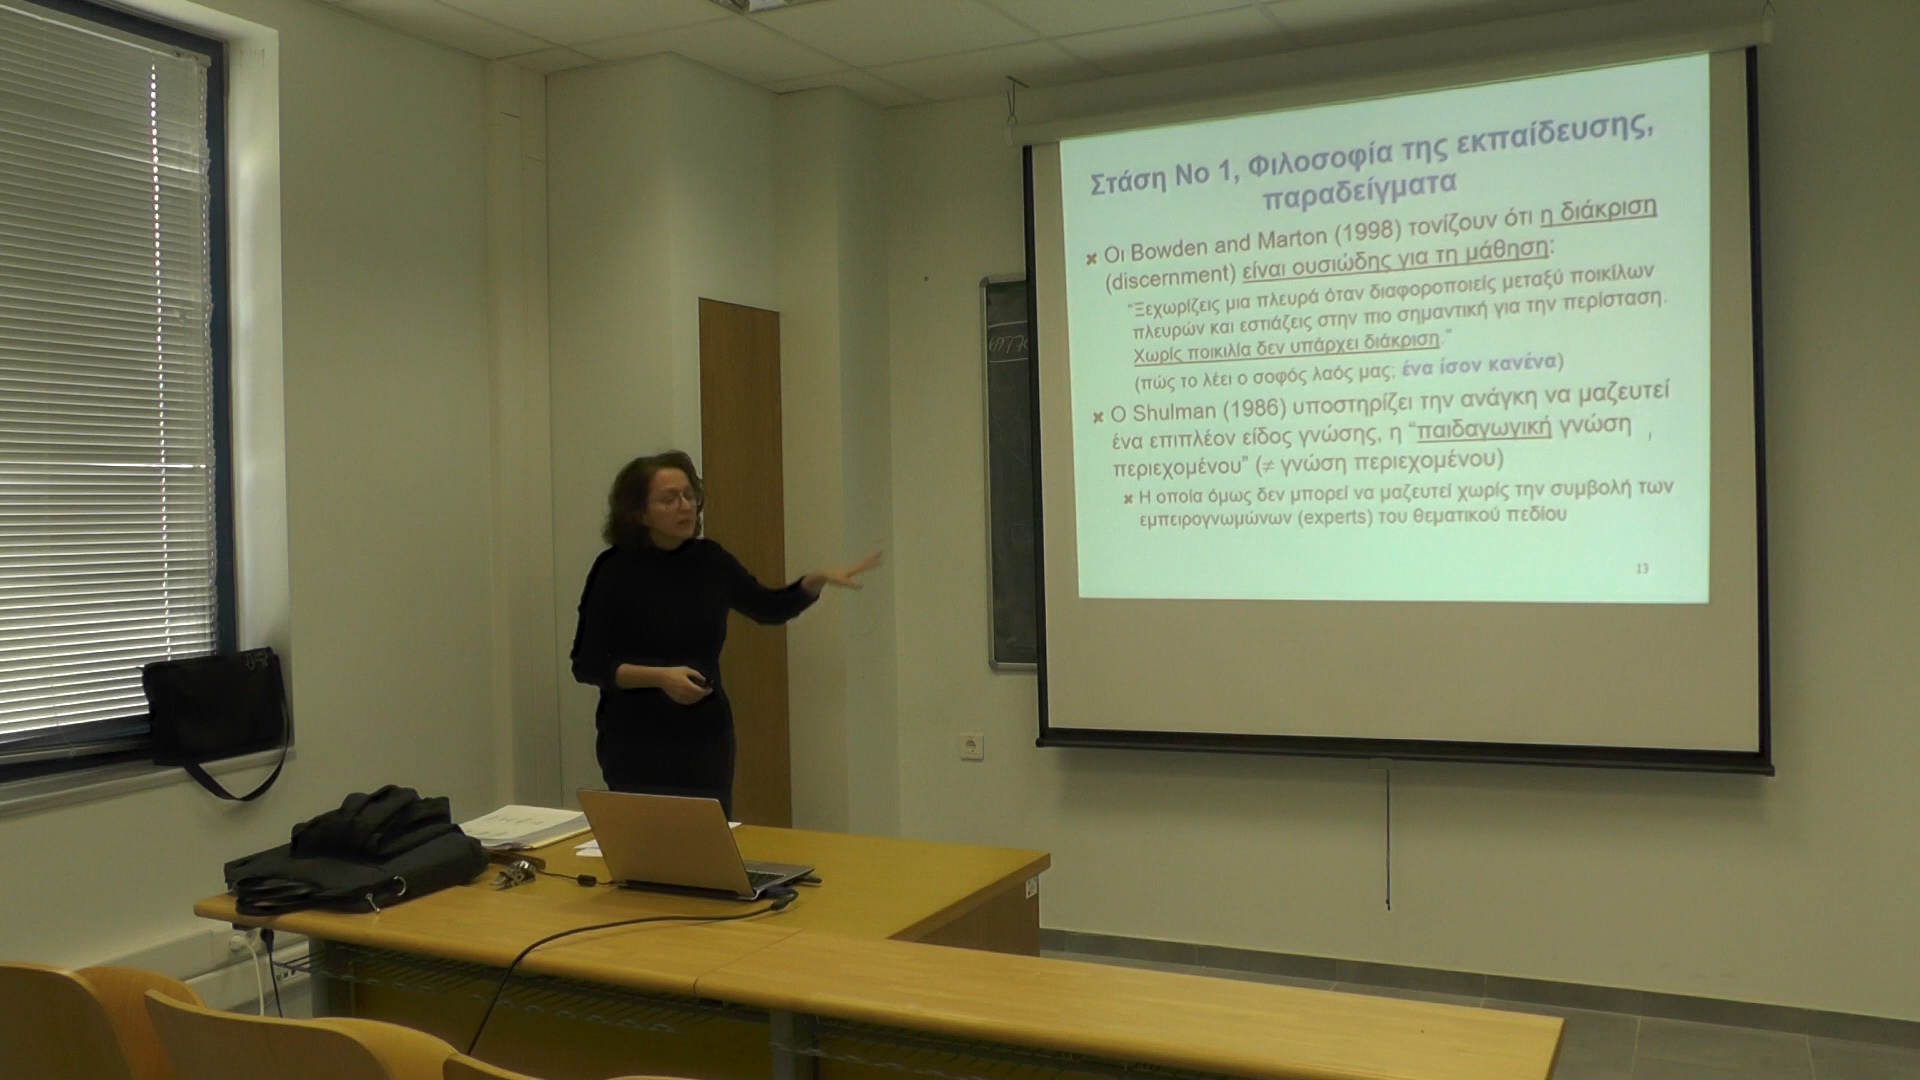 Στάση Νο 1, Φιλοσοφία της εκπαίδευσης,
παραδείγματα
Οι Bowden and Marton (1998) τονίζουν ότι η διάκριση
(discernment) είναι ουσιώδης για τη μάθηση:
“Ξεχωρίζεις μια πλευρά όταν διαφοροποιείς μεταξύ ποικίλων
πλευρών και εστιάζεις στην πιο σημαντική για την περίσταση.
Χωρίς ποικιλία δεν υπάρχει διάκριση.”
(πώς το λέει ο σοφός λαός μας; ένα ίσον κανένα)
Ο Shulman (1986) υποστηρίζει την ανάγκη να μαζευτεί
ένα επιπλέον είδος γνώσης, η “παιδαγωγική γνώση
περιεχομένου” (≠ γνώση περιεχομένου)
Η οποία όμως δεν μπορεί να μαζευτεί χωρίς την συμβολή των
εμπειρογνωμώνων (experts) του θεματικού πεδίου
13